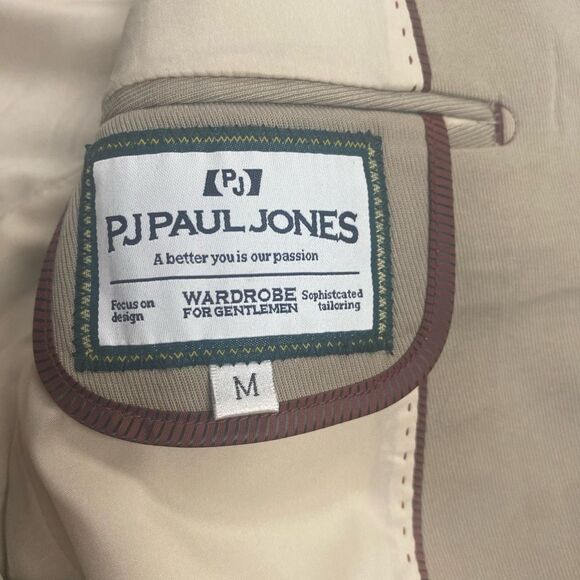 PJ
PJ PAUL JONES
A better you is our passion
Focus on
design
WARDROBE
FOR GENTLEMEN
Sophistcated
tailoring
M